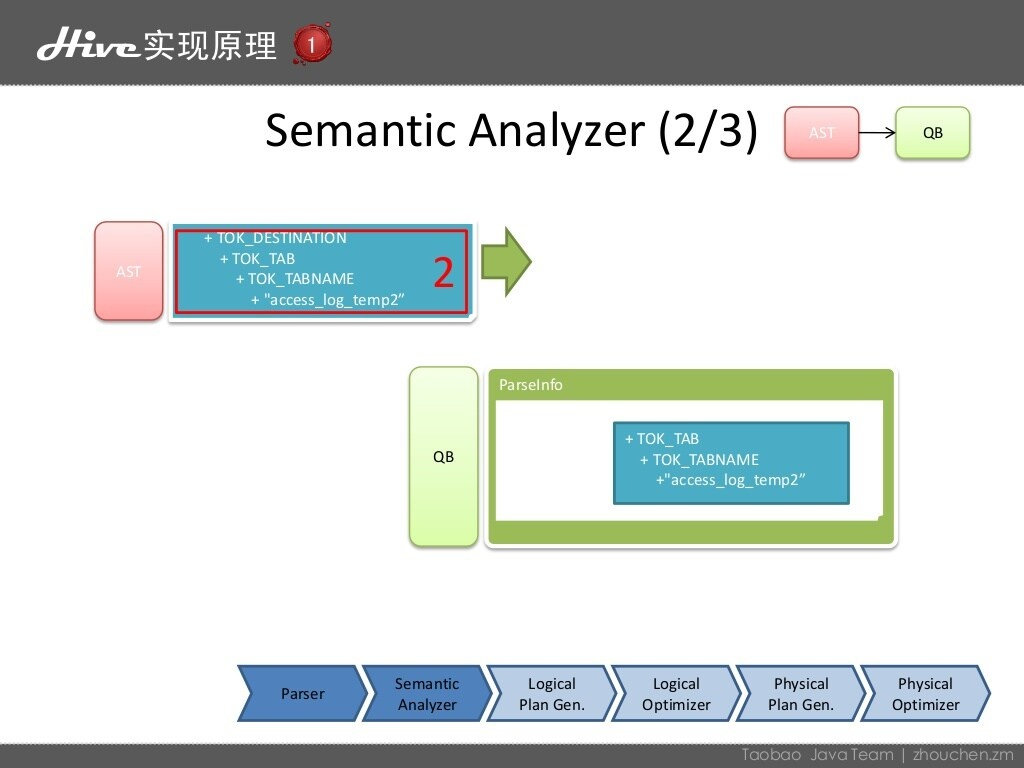 Hive实现原理 1
Semantic Analyzer (2/3)
AST
QB
AST
+ TOK_DESTINATION
+ TOK_TAB
+ TOK_TABNAME
+ "access_log_temp2”
2
QB
ParseInfo
+ TOK_TAB
+ TOK_TABNAME
+"access_log_temp2”
Parser
Semantic
Analyzer
Logical
Plan Gen.
Logical
Optimizer
Physical
Plan Gen.
Physical
Optimizer
Taobao Java Team | zhouchen.zm